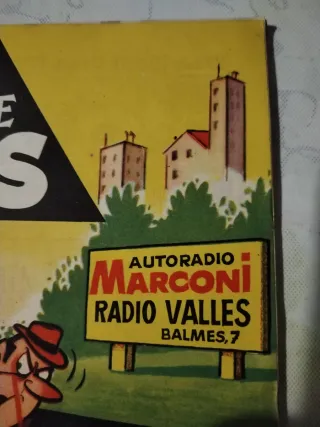 E
S
AUTORADIO
MARCONi
RADIO VALLES
BALMES, 7